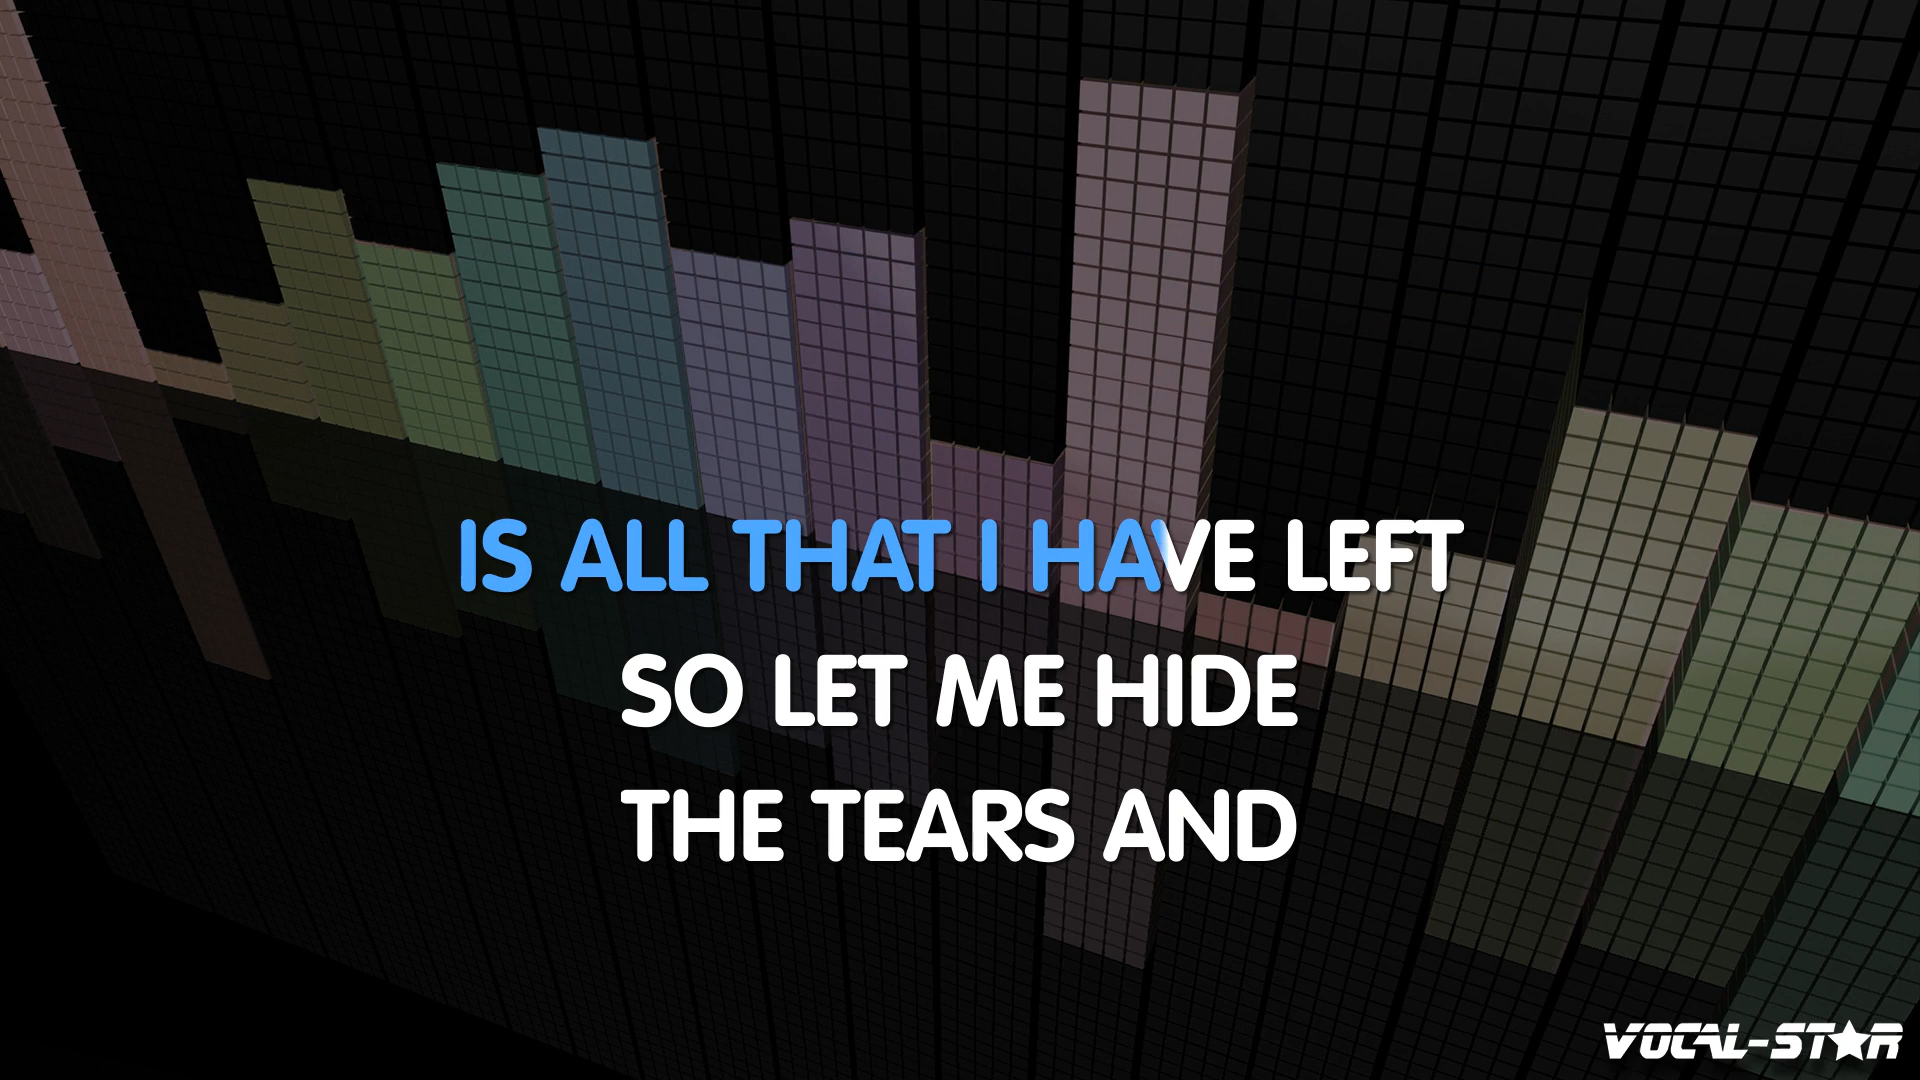 IS ALL THAT I HAVE LEFT
SO LET ME HIDE
THE TEARS AND
VOCAL-STAR